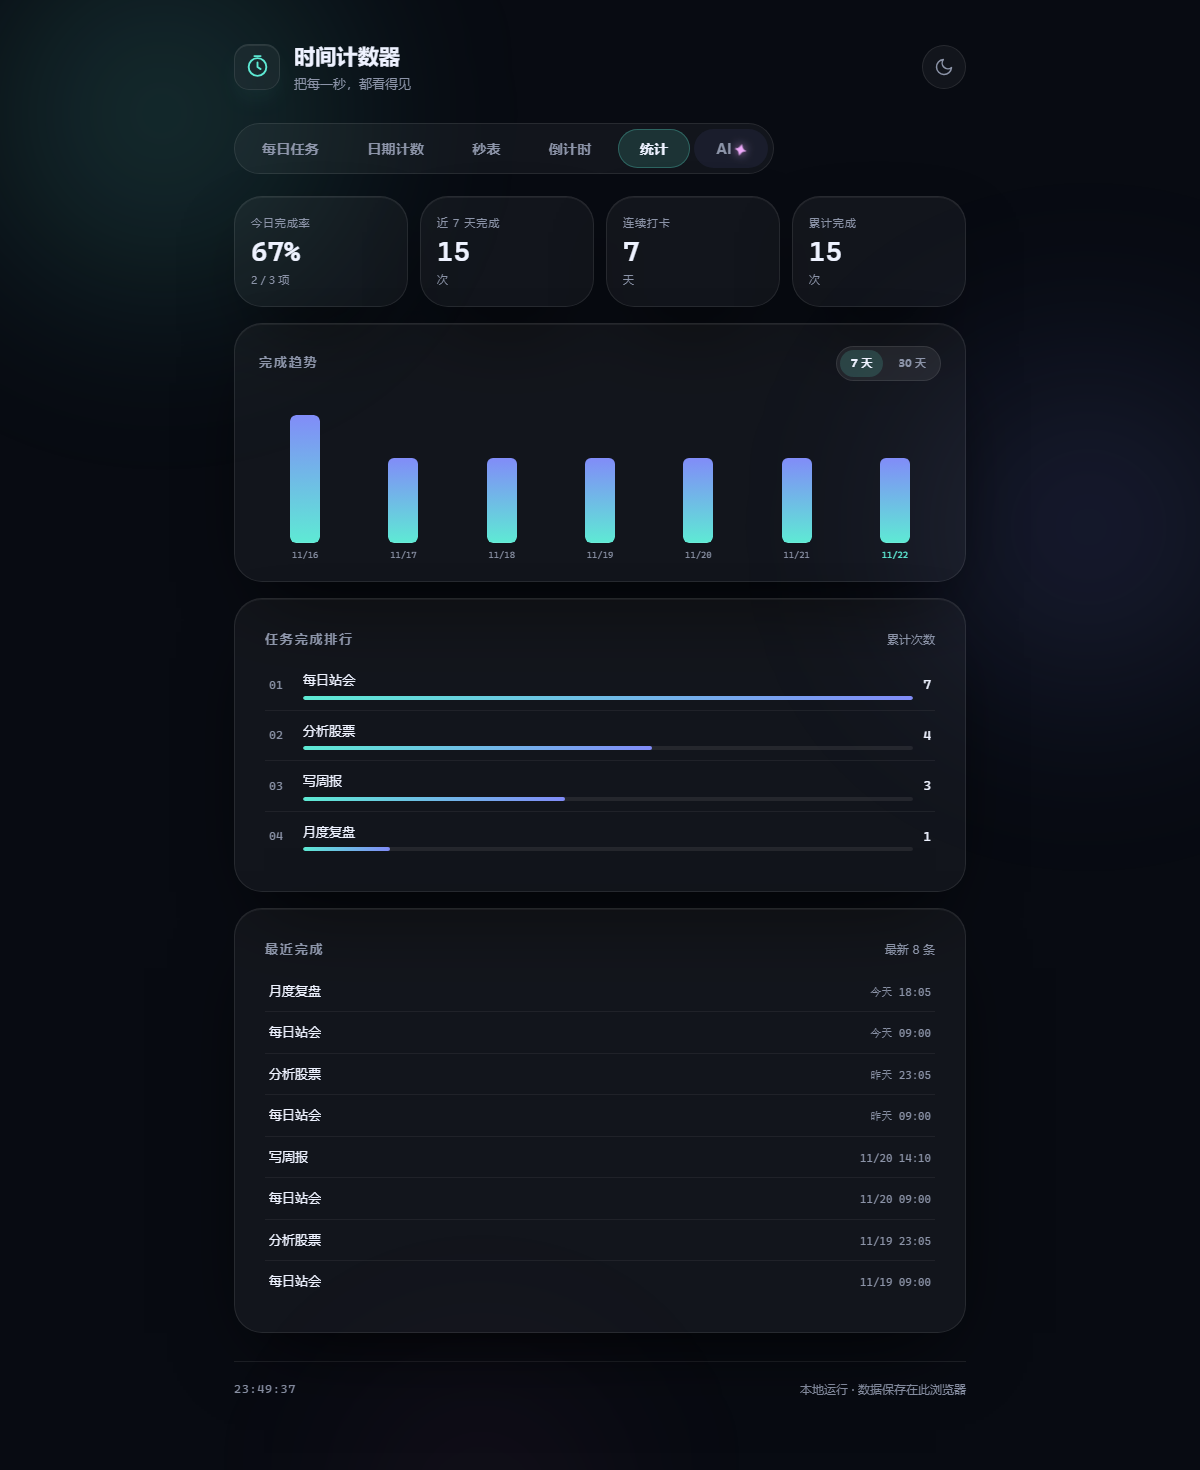 时间计数器
把每一秒，都看得见
每日任务 日期计数 秒表 倒计时 统计 AI
今日完成率
67%
2 / 3 项
近 7 天完成
15
次
连续打卡
7
天
累计完成
15
次
完成趋势
7 天 30 天
11/16 11/17 11/18 11/19 11/20 11/21 11/22
任务完成排行 累计次数
01 每日站会 7
02 分析股票 4
03 写周报 3
04 月度复盘 1
最近完成 最新 8 条
月度复盘 今天 18:05
每日站会 今天 09:00
分析股票 昨天 23:05
每日站会 昨天 09:00
写周报 11/20 14:10
每日站会 11/20 09:00
分析股票 11/19 23:05
每日站会 11/19 09:00
23:49:37 本地运行 · 数据保存在此浏览器